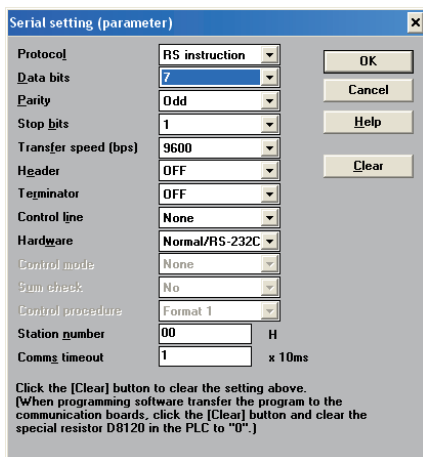 Serial setting (parameter)
Protocol RS instruction OK
Data bits 7
Cancel
Parity Odd
Stop bits 1 Help
Transfer speed (bps) 9600
Header OFF Clear
Terminator OFF
Control line None
Hardware Normal/RS-232C
Control mode None
Sum check No
Control procedure Format 1
Station number 00 H
Comms timeout 1 x 10ms
Click the [Clear] button to clear the setting above.
(When programming software transfer the program to the
communication boards, click the [Clear] button and clear the
special resistor D8120 in the PLC to "0".)